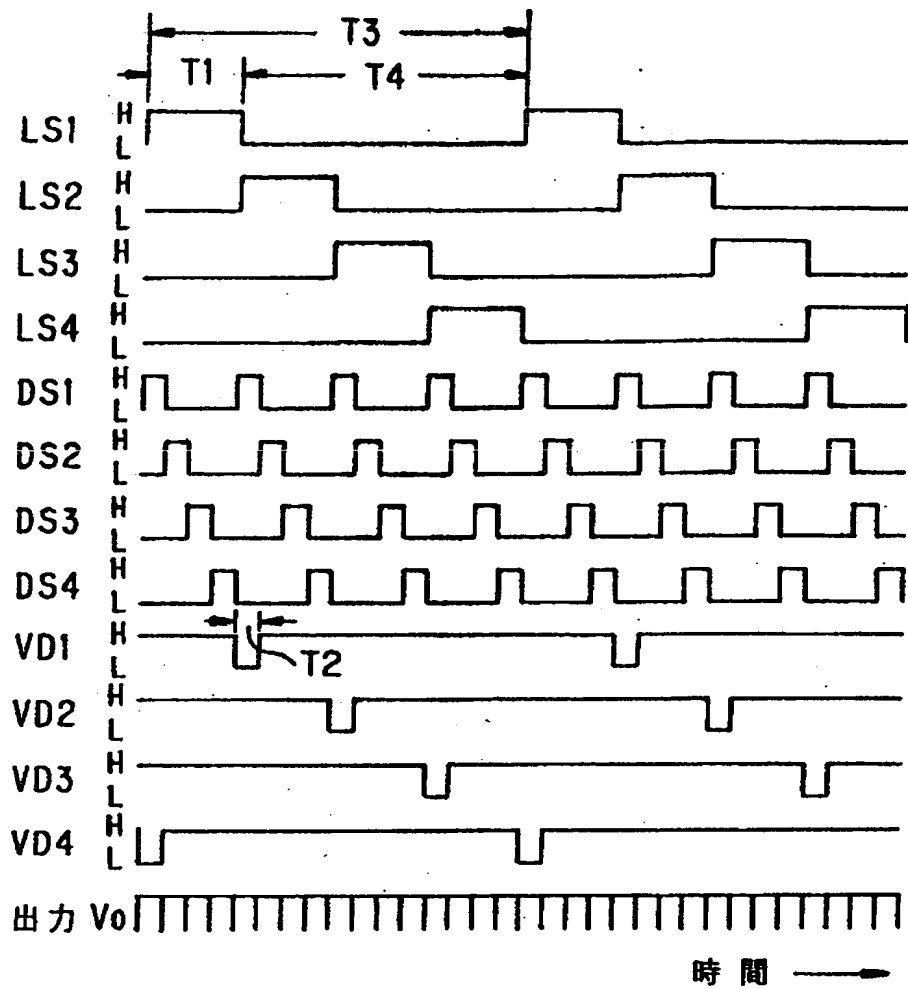 T3
T1 T4
LS1 H L
LS2 H L
LS3 H L
LS4 H L
DS1 H L
DS2 H L
DS3 H L
DS4 H L
VD1 H L T2
VD2 H L
VD3 H L
VD4 H L
出力 Vo
時間